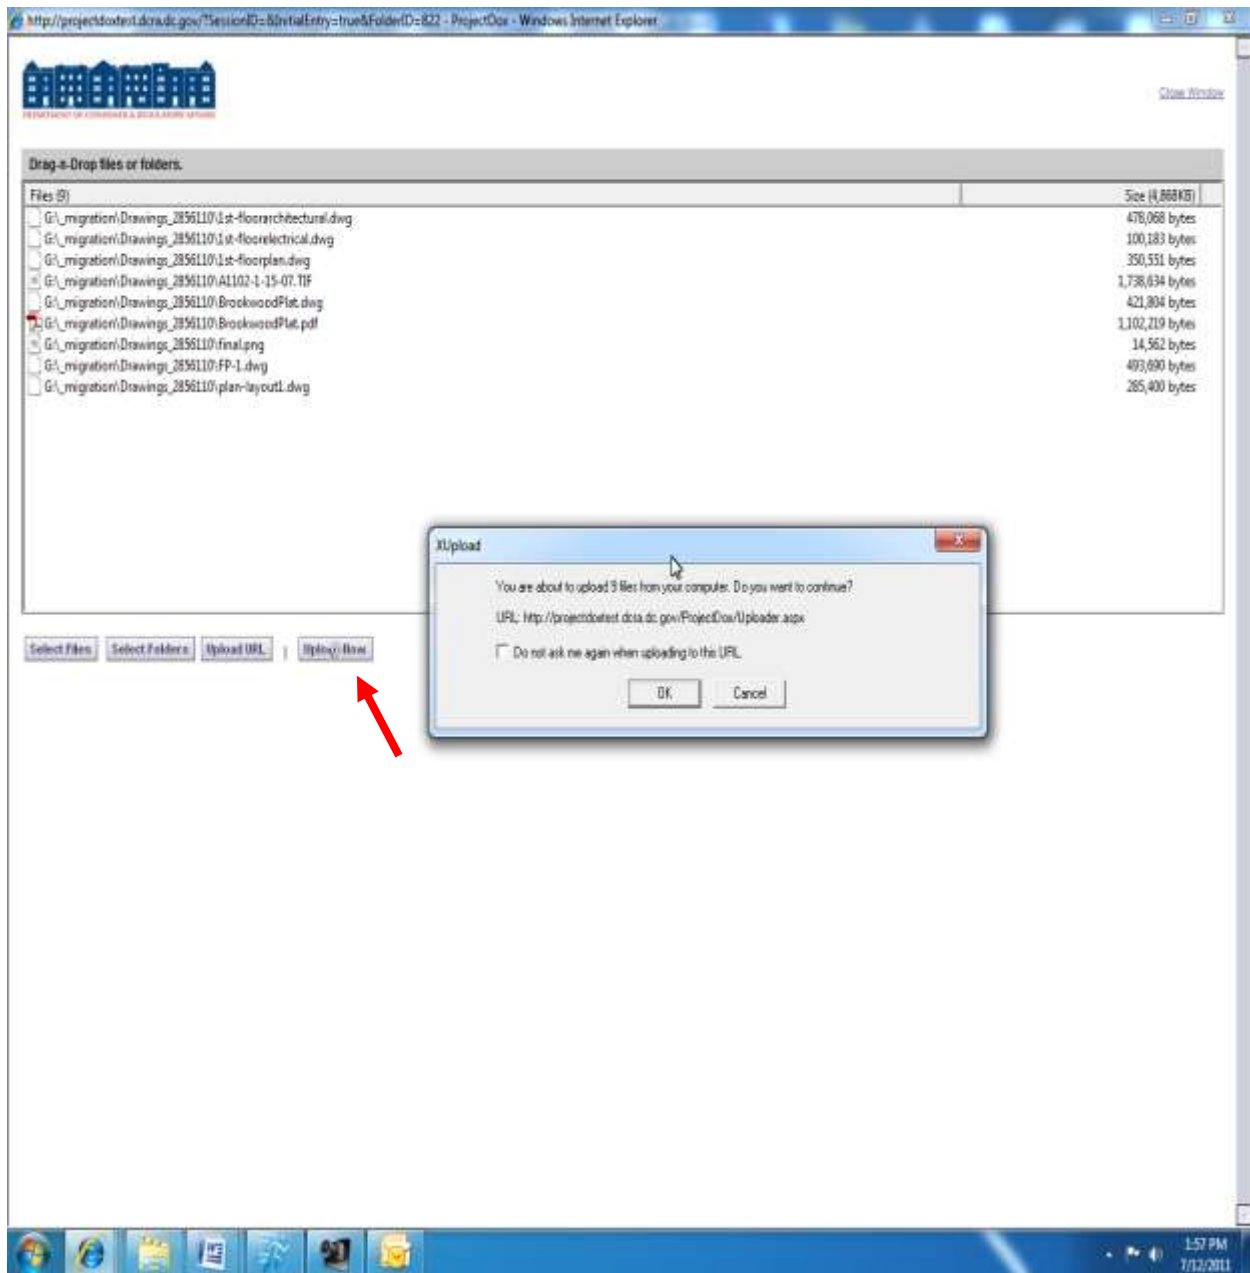 http://projectdoxtest.dcra.dc.gov/?SessionID=&InitialEntry=true&FolderID=822 - ProjectDox - Windows Internet Explorer
Close Window
DEPARTMENT OF CONSUMER & REGULATORY AFFAIRS
Drag-n-Drop files or folders.
Files (9) Size (4,868KB)
G:\_migration\Drawings_2856110\1st-floorarchitectural.dwg 478,068 bytes
G:\_migration\Drawings_2856110\1st-floorelectrical.dwg 100,183 bytes
G:\_migration\Drawings_2856110\1st-floorplan.dwg 350,551 bytes
G:\_migration\Drawings_2856110\A1102-1-15-07.TIF 1,738,634 bytes
G:\_migration\Drawings_2856110\BrookwoodPlat.dwg 421,804 bytes
G:\_migration\Drawings_2856110\BrookwoodPlat.pdf 1,102,219 bytes
G:\_migration\Drawings_2856110\final.png 14,562 bytes
G:\_migration\Drawings_2856110\FP-1.dwg 493,690 bytes
G:\_migration\Drawings_2856110\plan-layout1.dwg 285,400 bytes
XUpload
You are about to upload 9 files from your computer. Do you want to continue?
URL: http://projectdoxtest.dcra.dc.gov/ProjectDox/Uploader.aspx
Do not ask me again when uploading to this URL.
OK Cancel
Select Files Select Folders Upload URL | Upload Now
1:57 PM
7/12/2011